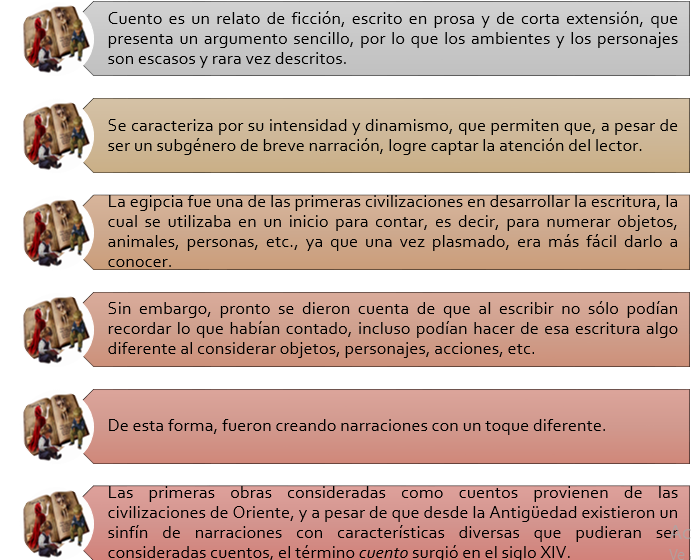 Cuento es un relato de ficción, escrito en prosa y de corta extensión, que
presenta un argumento sencillo, por lo que los ambientes y los personajes
son escasos y rara vez descritos.
Se caracteriza por su intensidad y dinamismo, que permiten que, a pesar de
ser un subgénero de breve narración, logre captar la atención del lector.
La egipcia fue una de las primeras civilizaciones en desarrollar la escritura, la
cual se utilizaba en un inicio para contar, es decir, para numerar objetos,
animales, personas, etc., ya que una vez plasmado, era más fácil darlo a
conocer.
Sin embargo, pronto se dieron cuenta de que al escribir no sólo podían
recordar lo que habían contado, incluso podían hacer de esa escritura algo
diferente al considerar objetos, personajes, acciones, etc.
De esta forma, fueron creando narraciones con un toque diferente.
Las primeras obras consideradas como cuentos provienen de las
civilizaciones de Oriente, y a pesar de que desde la Antigüedad existieron un
sinfín de narraciones con características diversas que pudieran ser
consideradas cuentos, el término cuento surgió en el siglo XIV.